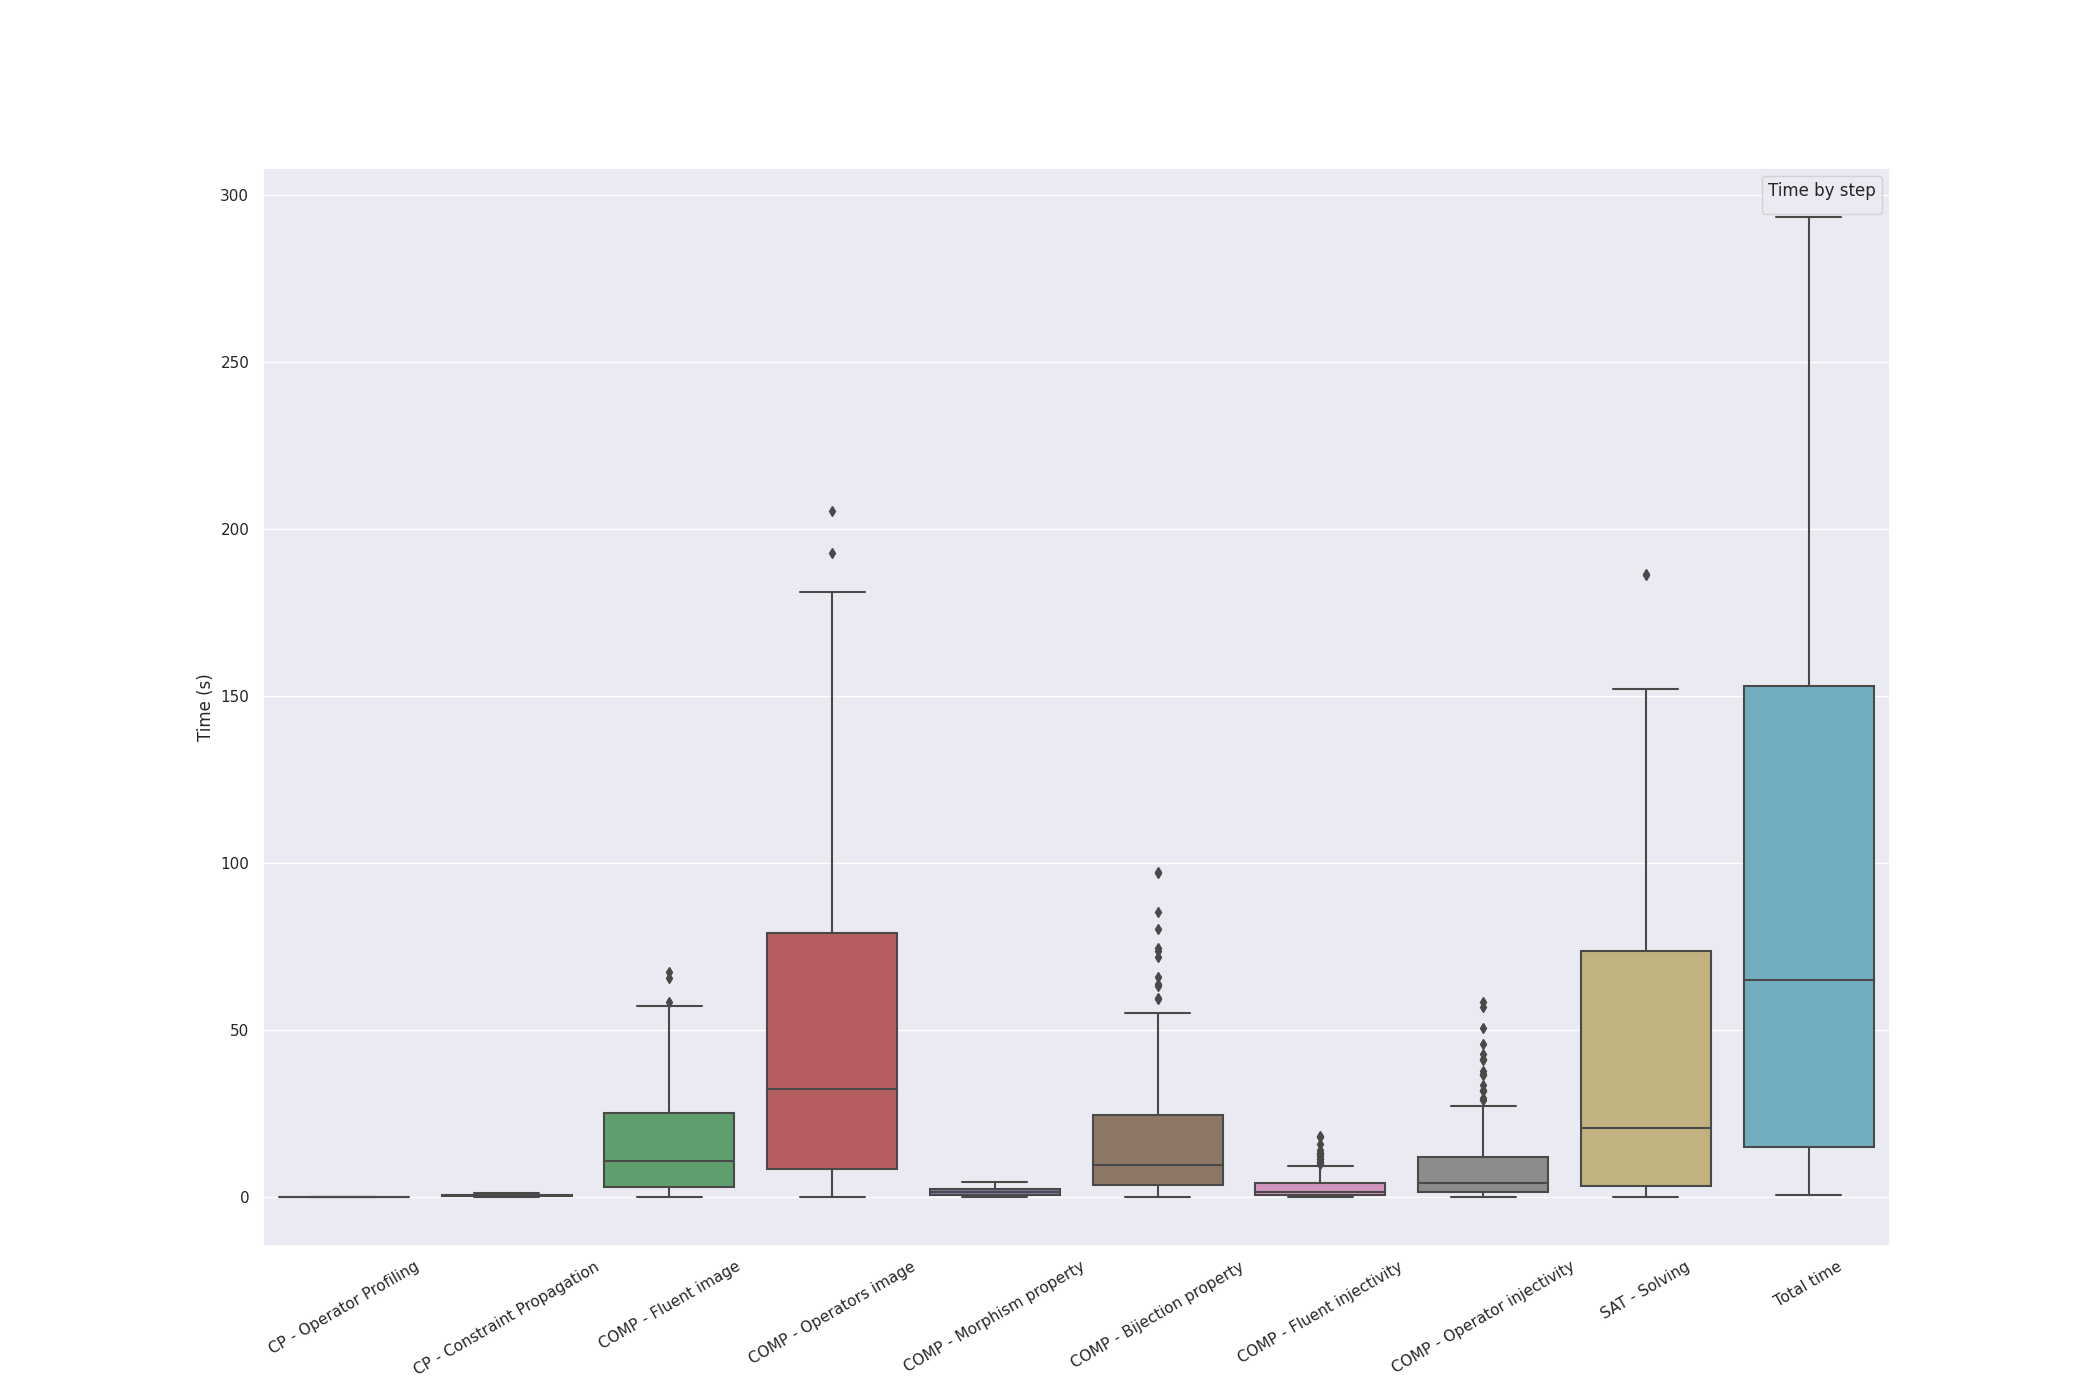 Time by step
300
250
200
150
100
50
0
Time (s)
CP - Operator Profiling
CP - Constraint Propagation
COMP - Fluent image
COMP - Operators image
COMP - Morphism property
COMP - Bijection property
COMP - Fluent injectivity
COMP - Operator injectivity
SAT - Solving
Total time